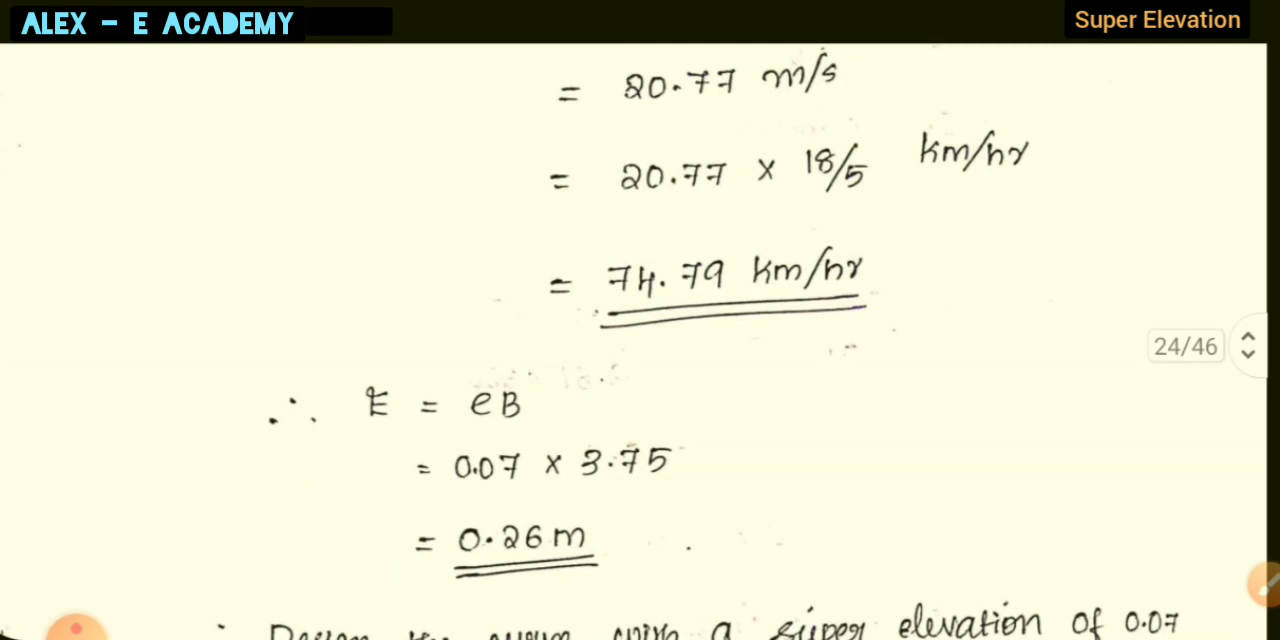 ALEX - E ACADEMY
Super Elevation
= 20.77 m/s
= 20.77 × 18/5 km/hr
= 74.79 km/hr
24/46
∴ E = eB
= 0.07 × 3.75
= 0.26 m
a super elevation of 0.07